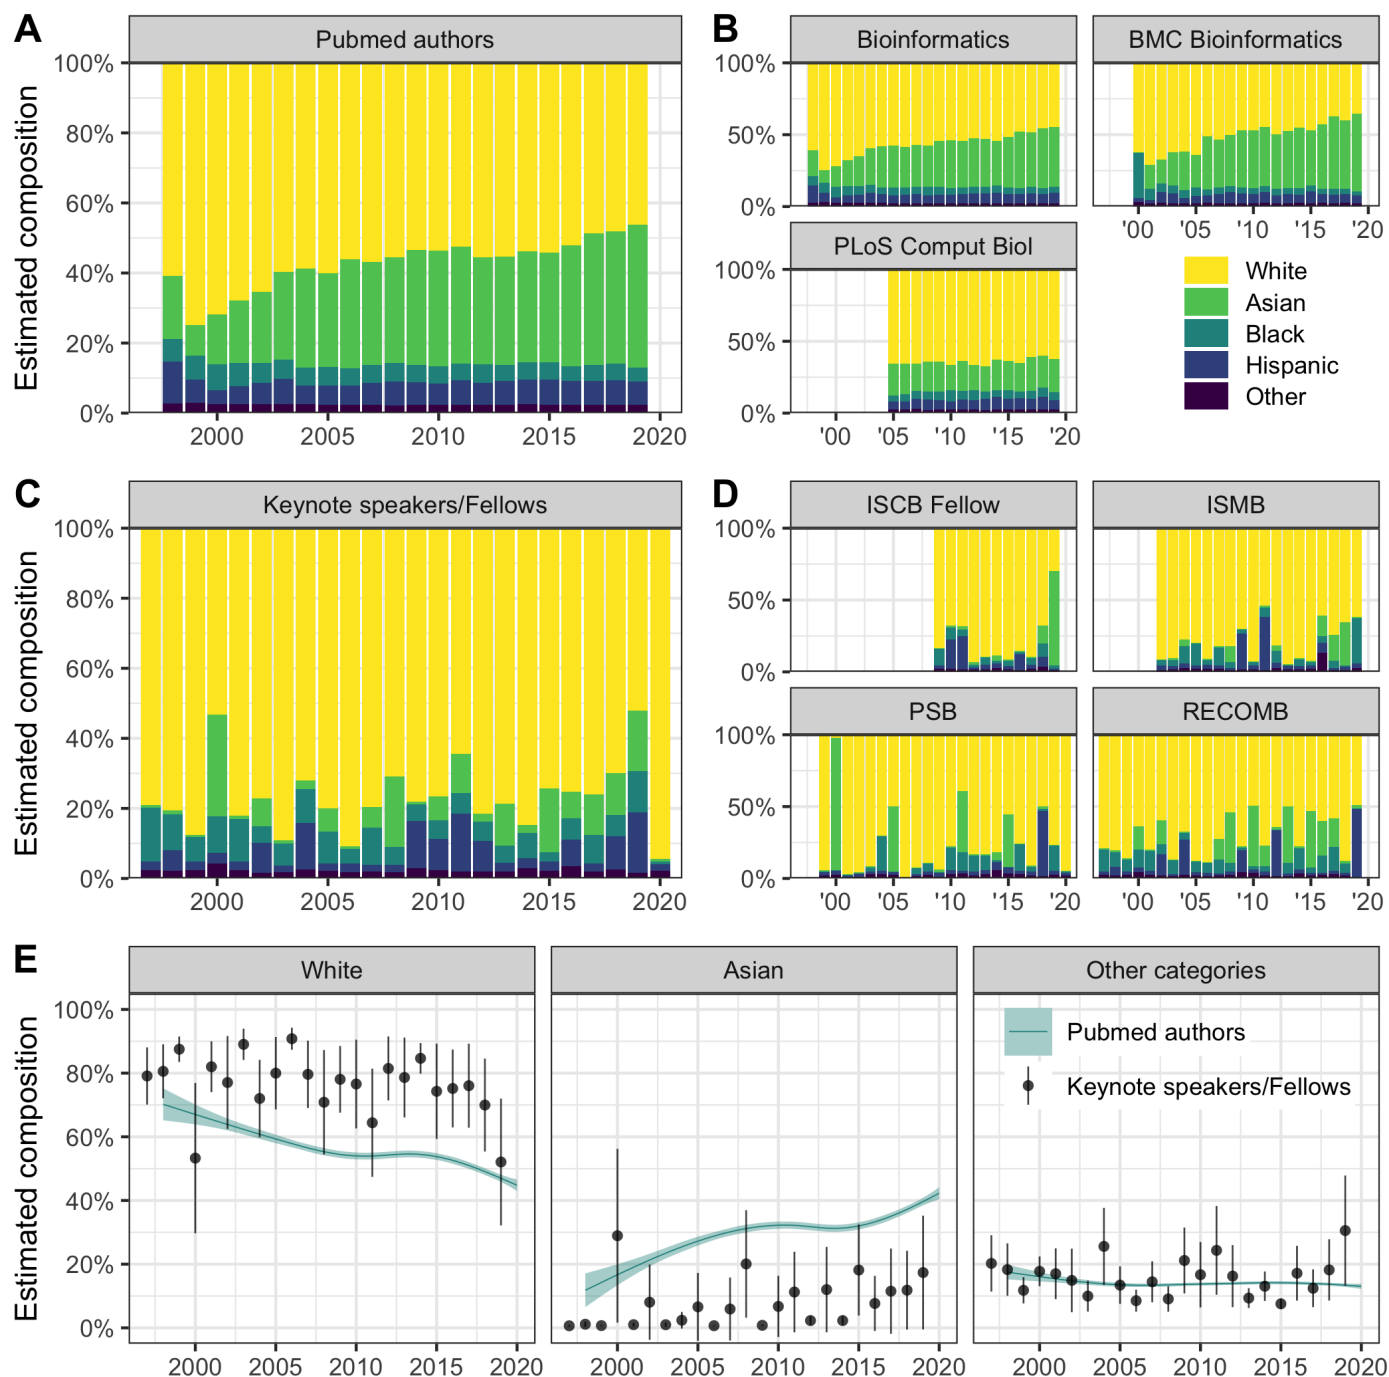 A
Pubmed authors
Estimated composition
100%
80%
60%
40%
20%
0%
2000 2005 2010 2015 2020
B
Bioinformatics
BMC Bioinformatics
100%
50%
0%
'00 '05 '10 '15 '20
PLoS Comput Biol
100%
50%
0%
'00 '05 '10 '15 '20
White
Asian
Black
Hispanic
Other
C
Keynote speakers/Fellows
Estimated composition
100%
80%
60%
40%
20%
0%
2000 2005 2010 2015 2020
D
ISCB Fellow
ISMB
100%
50%
0%
PSB
RECOMB
100%
50%
0%
'00 '05 '10 '15 '20
'00 '05 '10 '15 '20
E
White
Asian
Other categories
Estimated composition
100%
80%
60%
40%
20%
0%
Pubmed authors
Keynote speakers/Fellows
2000 2005 2010 2015 2020
2000 2005 2010 2015 2020
2000 2005 2010 2015 2020